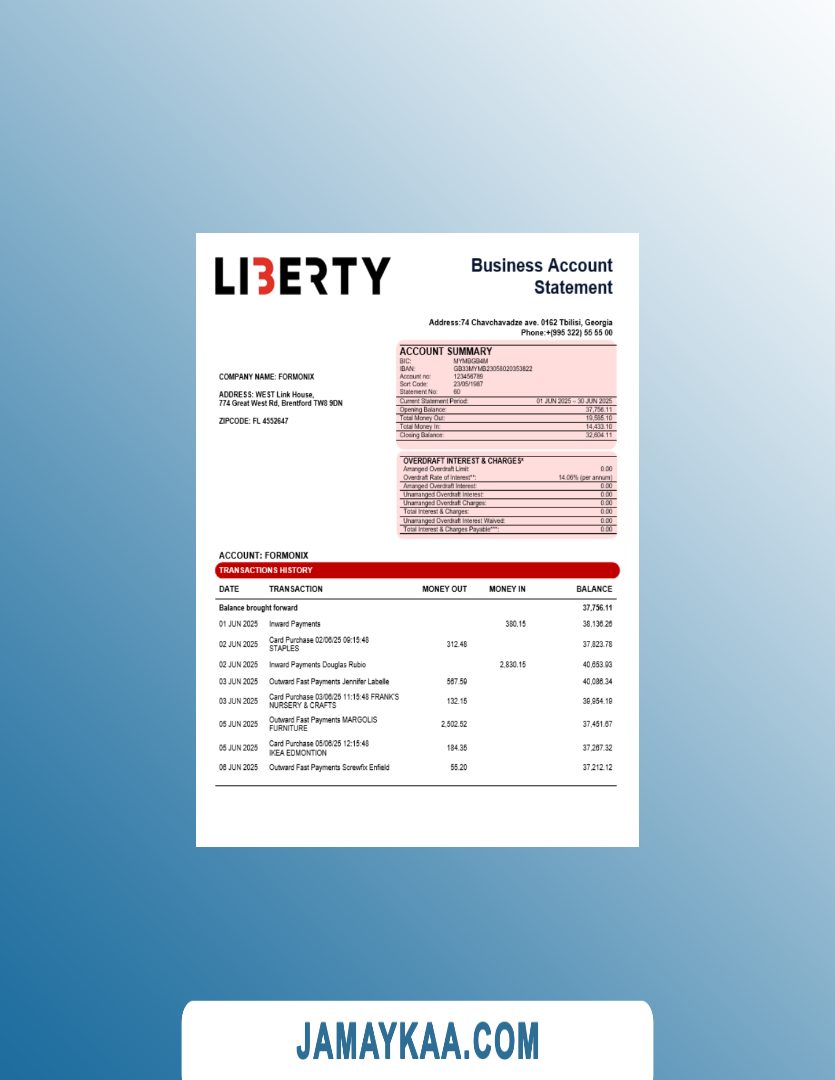 LIBERTY
Business Account
Statement
Address:74 Chavchavadze ave. 0162 Tbilisi, Georgia
Phone:+(995 322) 55 55 00
COMPANY NAME: FORMONIX
ADDRESS: WEST Link House,
774 Great West Rd, Brentford TW8 9DN
ZIPCODE: FL 4552647
ACCOUNT SUMMARY
BIC: MYMBGB4M
IBAN: GB33MYMB23058020353822
Account no: 123456789
Sort Code: 23/05/1987
Statement No: 60
Current Statement Period: 01 JUN 2025 – 30 JUN 2025
Opening Balance: 37,756.11
Total Money Out: 19,585.10
Total Money In: 14,433.10
Closing Balance: 32,604.11
OVERDRAFT INTEREST & CHARGES*
Arranged Overdraft Limit: 0.00
Overdraft Rate of Interest**: 14.06% (per annum)
Arranged Overdraft Interest: 0.00
Unarranged Overdraft Interest: 0.00
Unarranged Overdraft Charges: 0.00
Total Interest & Charges: 0.00
Unarranged Overdraft Interest Waived: 0.00
Total Interest & Charges Payable***: 0.00
ACCOUNT: FORMONIX
TRANSACTIONS HISTORY
DATE TRANSACTION MONEY OUT MONEY IN BALANCE
Balance brought forward 37,756.11
01 JUN 2025 Inward Payments 380.15 38,136.26
02 JUN 2025 Card Purchase 02/06/25 09:15:48 312.48 37,823.78
STAPLES
02 JUN 2025 Inward Payments Douglas Rubio 2,830.15 40,653.93
03 JUN 2025 Outward Fast Payments Jennifer Labelle 567.59 40,086.34
03 JUN 2025 Card Purchase 03/06/25 11:15:48 FRANK'S 132.15 39,954.19
NURSERY & CRAFTS
05 JUN 2025 Outward Fast Payments MARGOLIS 2,502.52 37,451.67
FURNITURE
05 JUN 2025 Card Purchase 05/06/25 12:15:48 184.35 37,267.32
IKEA EDMONTION
06 JUN 2025 Outward Fast Payments Screwfix Enfield 55.20 37,212.12
JAMAYKAA.COM